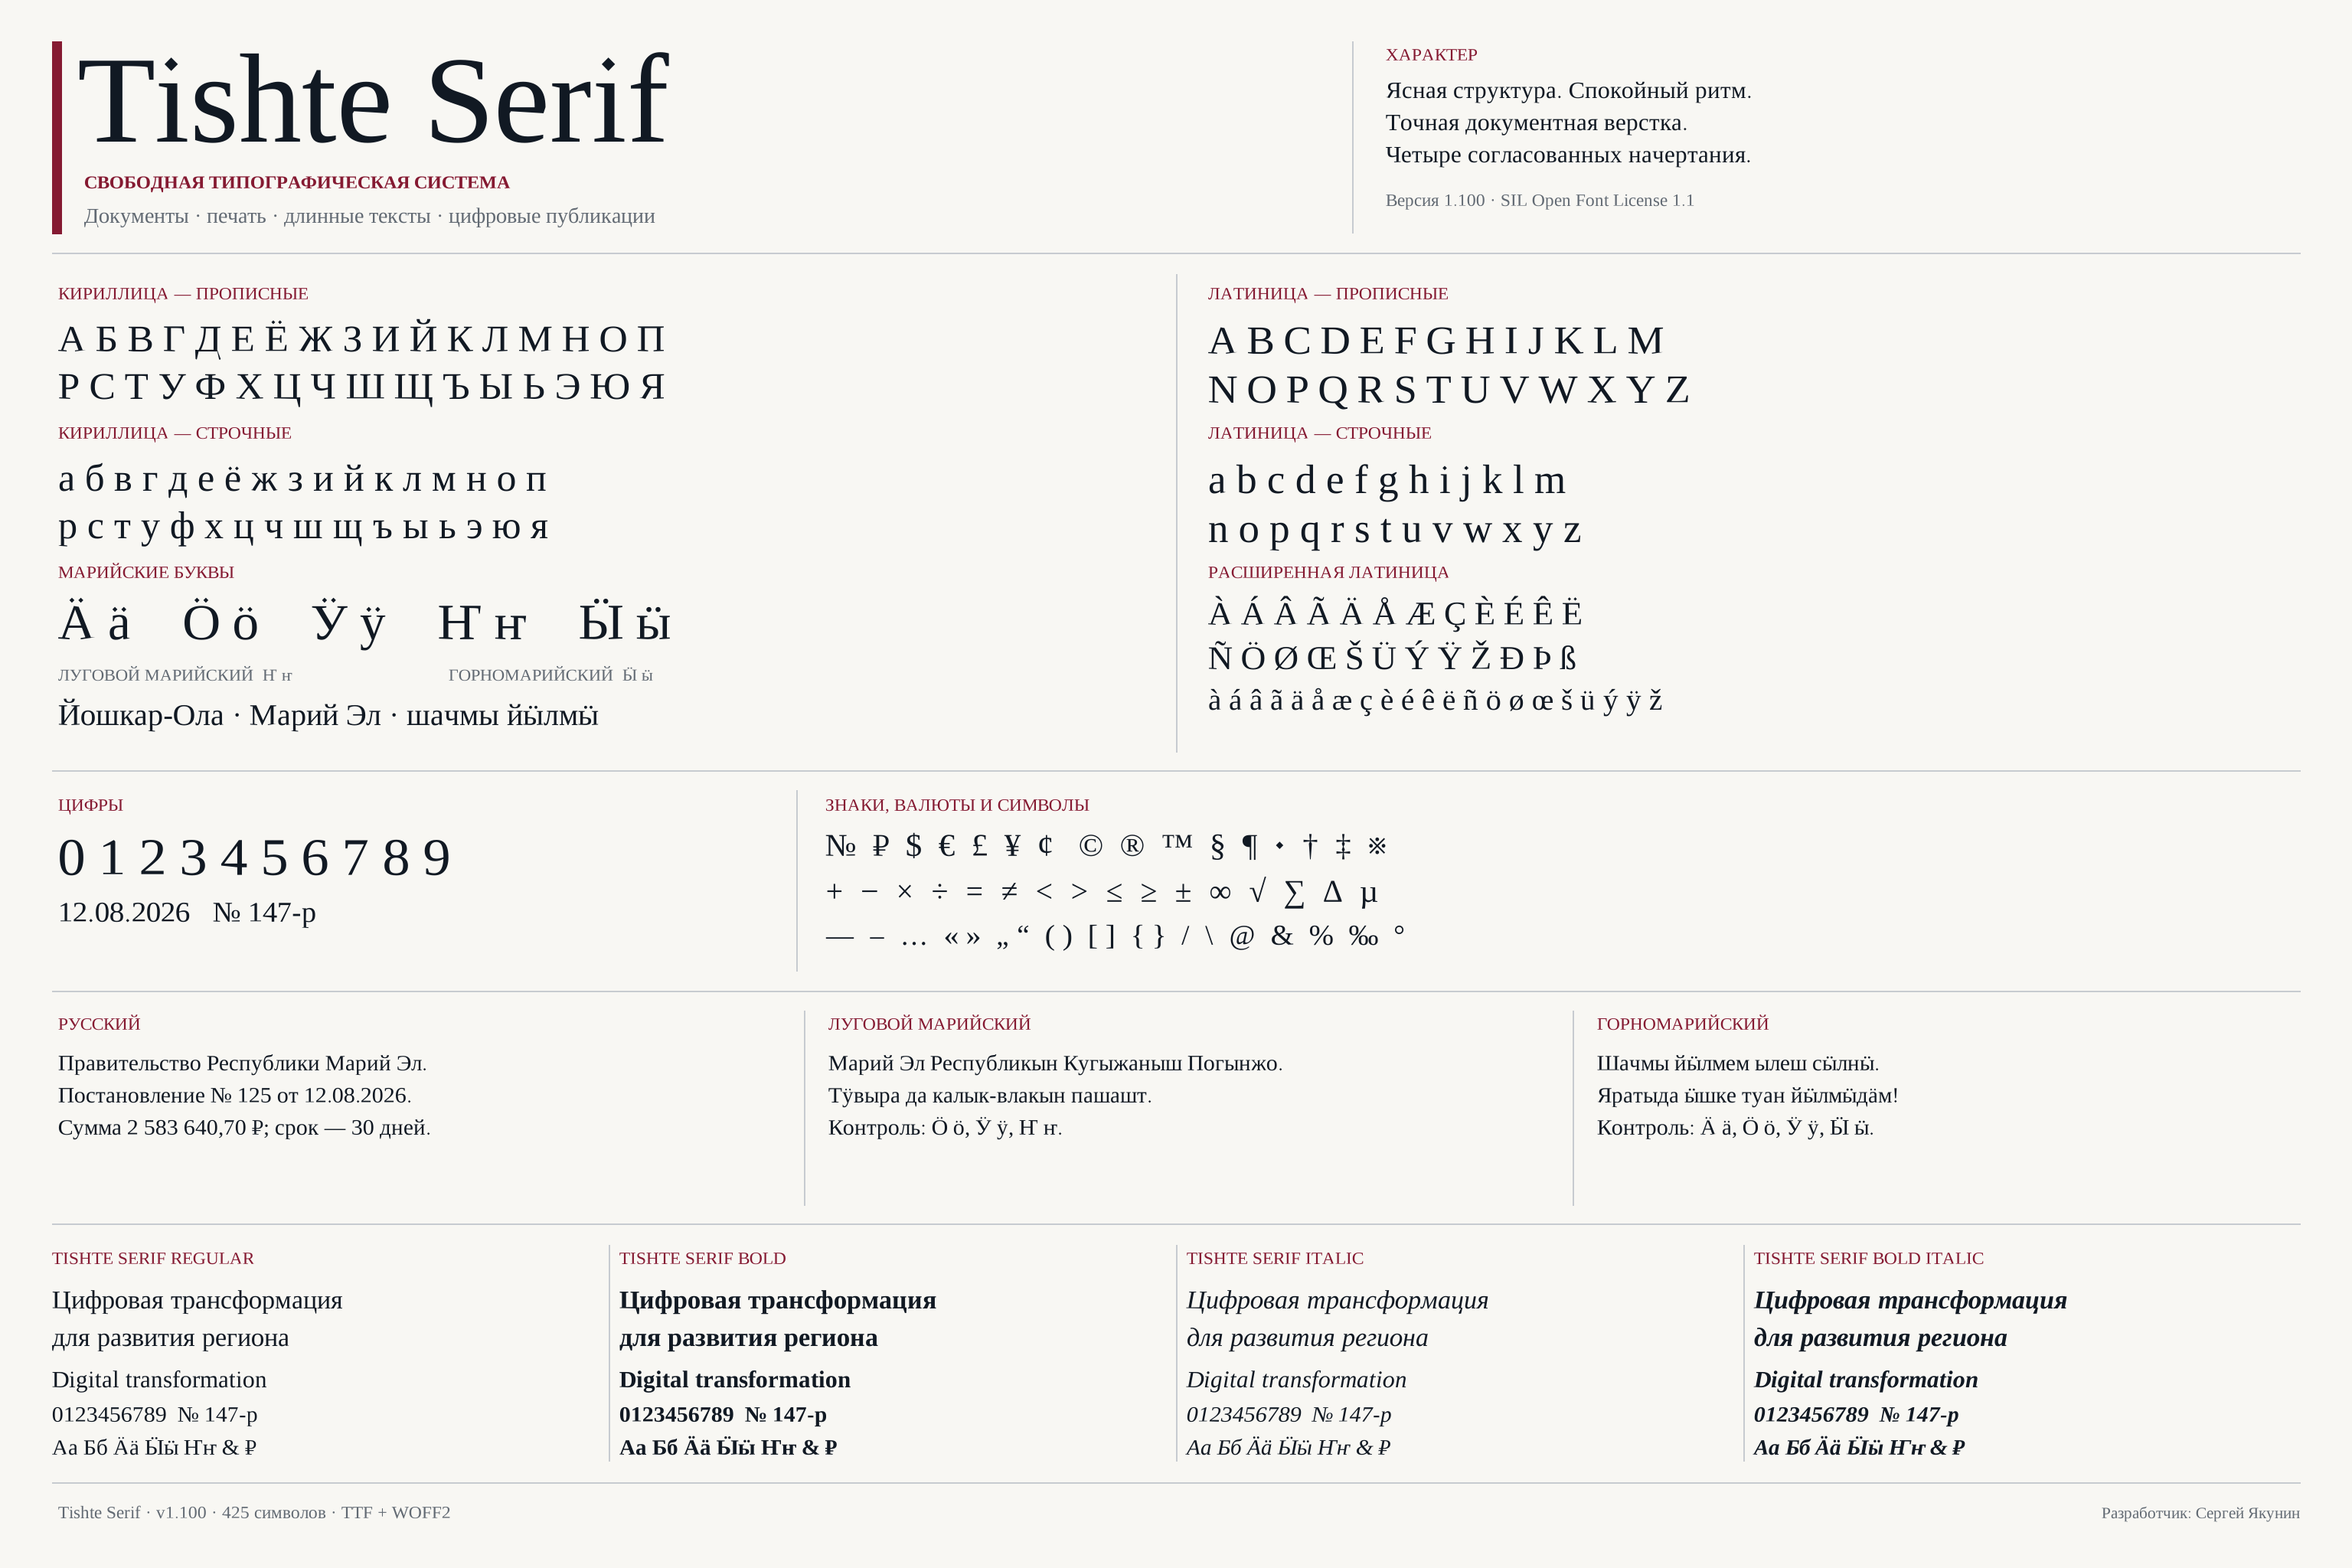 Tishte Serif
СВОБОДНАЯ ТИПОГРАФИЧЕСКАЯ СИСТЕМА
Документы · печать · длинные тексты · цифровые публикации
ХАРАКТЕР
Ясная структура. Спокойный ритм.
Точная документная верстка.
Четыре согласованных начертания.
Версия 1.100 · SIL Open Font License 1.1
КИРИЛЛИЦА — ПРОПИСНЫЕ
А Б В Г Д Е Ё Ж З И Й К Л М Н О П
Р С Т У Ф Х Ц Ч Ш Щ Ъ Ы Ь Э Ю Я
КИРИЛЛИЦА — СТРОЧНЫЕ
а б в г д е ё ж з и й к л м н о п
р с т у ф х ц ч ш щ ъ ы ь э ю я
МАРИЙСКИЕ БУКВЫ
Ӓ ӓ Ӧ ӧ Ӱ ӱ Ҥ ҥ Ӹ ӹ
ЛУГОВОЙ МАРИЙСКИЙ Ҥ ҥ ГОРНОМАРИЙСКИЙ Ӹ ӹ
Йошкар-Ола · Марий Эл · шачмы йӹлмӹ
ЛАТИНИЦА — ПРОПИСНЫЕ
A B C D E F G H I J K L M
N O P Q R S T U V W X Y Z
ЛАТИНИЦА — СТРОЧНЫЕ
a b c d e f g h i j k l m
n o p q r s t u v w x y z
РАСШИРЕННАЯ ЛАТИНИЦА
À Á Â Ã Ä Å Æ Ç È É Ê Ë
Ñ Ö Ø Œ Š Ü Ý Ÿ Ž Ð Þ ß
à á â ã ä å æ ç è é ê ë ñ ö ø œ š ü ý ÿ ž
ЦИФРЫ
0 1 2 3 4 5 6 7 8 9
12.08.2026 № 147-р
ЗНАКИ, ВАЛЮТЫ И СИМВОЛЫ
№ ₽ $ € £ ¥ ¢ © ® ™ § ¶ · † ‡ ※
+ − × ÷ = ≠ < > ≤ ≥ ± ∞ √ ∑ ∆ µ
— – … « » „ “ ( ) [ ] { } / \ @ & % ‰ °
РУССКИЙ
Правительство Республики Марий Эл.
Постановление № 125 от 12.08.2026.
Сумма 2 583 640,70 ₽; срок — 30 дней.
ЛУГОВОЙ МАРИЙСКИЙ
Марий Эл Республикын Кугыжаныш Погынжо.
Тӱвыра да калык-влакын пашашт.
Контроль: Ӧ ӧ, Ӱ ӱ, Ҥ ҥ.
ГОРНОМАРИЙСКИЙ
Шачмы йӹлмем ылеш сӹлнӹ.
Яратыда ӹшке туан йӹлмӹдӓм!
Контроль: Ӓ ӓ, Ӧ ӧ, Ӱ ӱ, Ӹ ӹ.
TISHTE SERIF REGULAR
Цифровая трансформация
для развития региона
Digital transformation
0123456789 № 147-р
Аа Бб Ӓӓ Ӹӹ Ҥҥ & ₽
TISHTE SERIF BOLD
Цифровая трансформация
для развития региона
Digital transformation
0123456789 № 147-р
Аа Бб Ӓӓ Ӹӹ Ҥҥ & ₽
TISHTE SERIF ITALIC
Цифровая трансформация
для развития региона
Digital transformation
0123456789 № 147-р
Аа Бб Ӓӓ Ӹӹ Ҥҥ & ₽
TISHTE SERIF BOLD ITALIC
Цифровая трансформация
для развития региона
Digital transformation
0123456789 № 147-р
Аа Бб Ӓӓ Ӹӹ Ҥҥ & ₽
Tishte Serif · v1.100 · 425 символов · TTF + WOFF2
Разработчик: Сергей Якунин